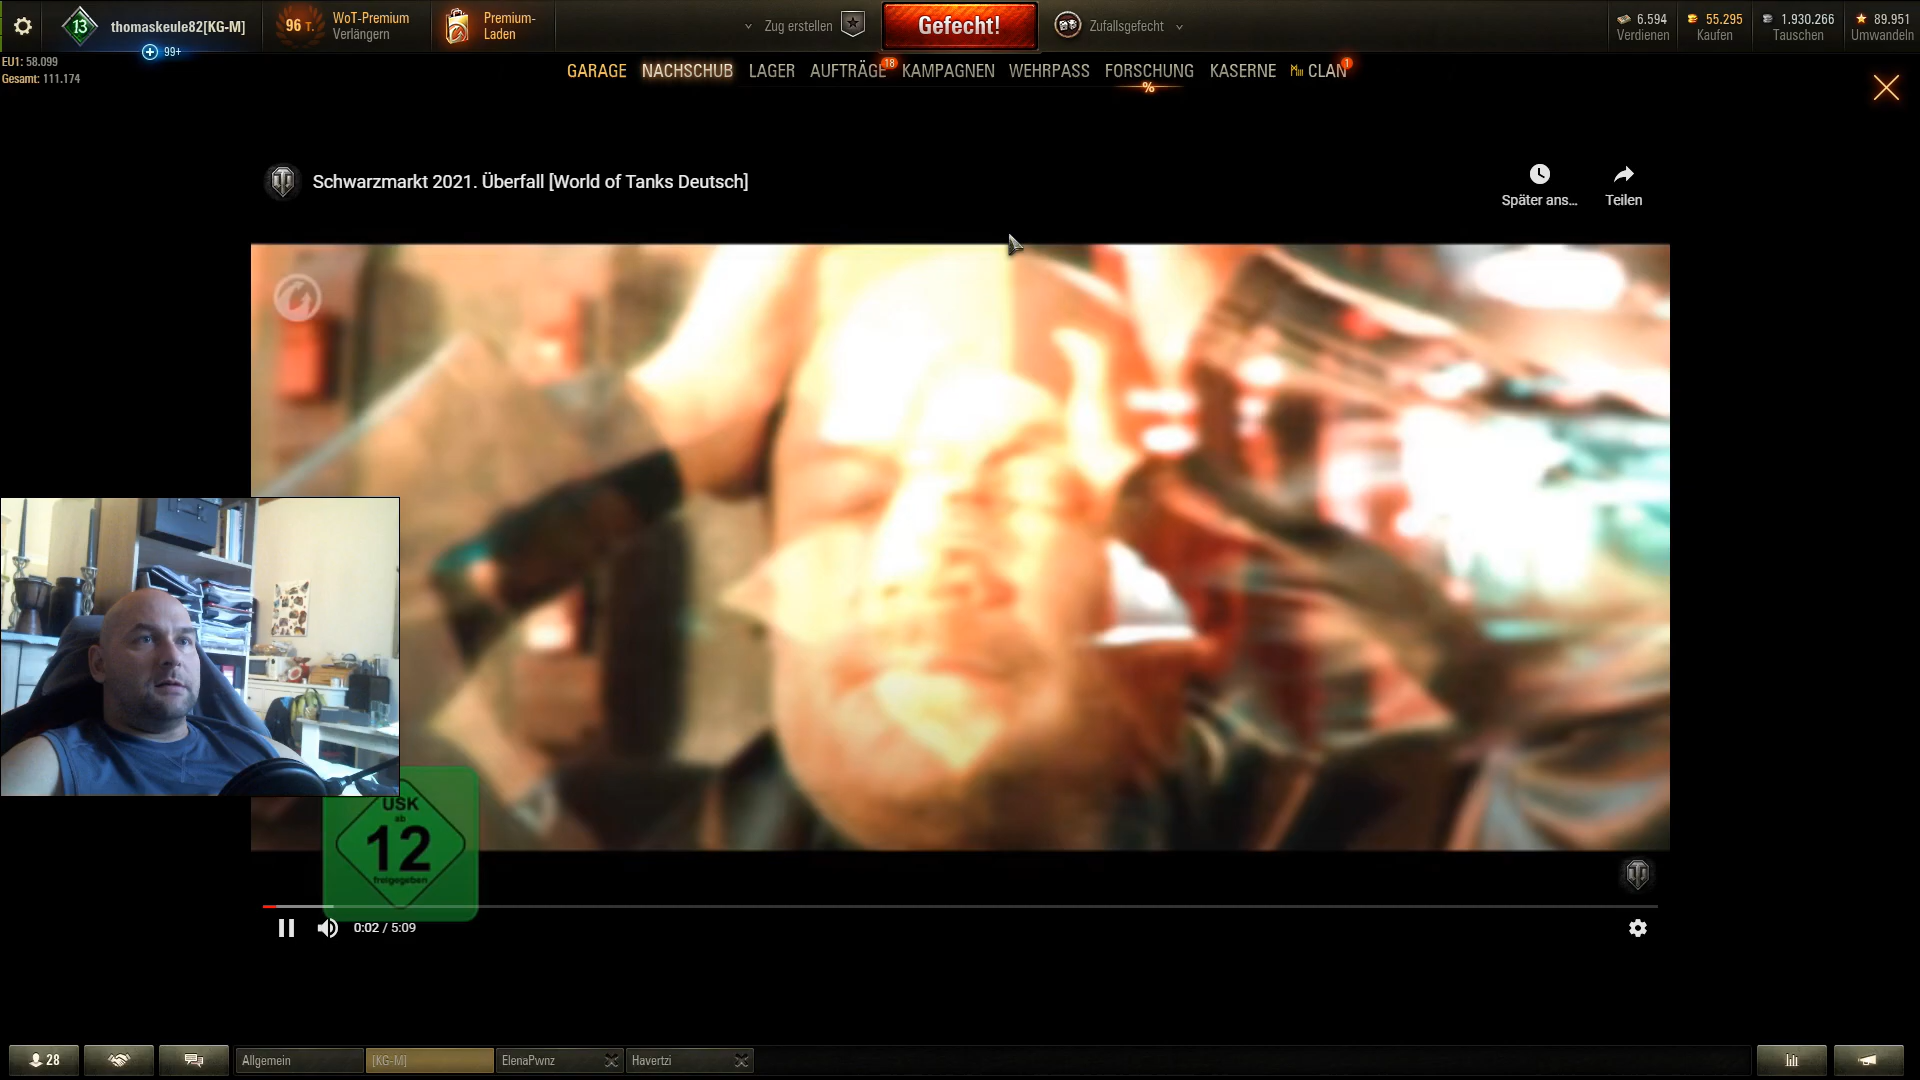 13
thomaskeule82[KG-M]
99+
96 T.
WoT-Premium
Verlängern
Premium-
Laden
Zug erstellen
Gefecht!
Zufallsgefecht
6.594
Verdienen
55.295
Kaufen
1.930.266
Tauschen
89.951
Umwandeln
EU1: 58.099
Gesamt: 111.174
GARAGE
NACHSCHUB
LAGER
AUFTRÄGE
18
KAMPAGNEN
WEHRPASS
FORSCHUNG
%
KASERNE
CLAN
1
Schwarzmarkt 2021. Überfall [World of Tanks Deutsch]
Später ans...
Teilen
USK
ab
12
freigegeben
0:02 / 5:09
28
Allgemein
[KG-M]
ElenaPwnz
Havertzi